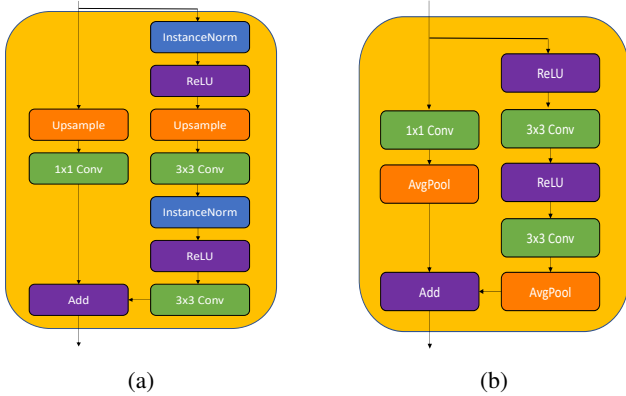 InstanceNorm
ReLU
Upsample
Upsample
1x1 Conv
3x3 Conv
InstanceNorm
ReLU
Add
3x3 Conv
(a)
ReLU
1x1 Conv
3x3 Conv
AvgPool
ReLU
3x3 Conv
Add
AvgPool
(b)